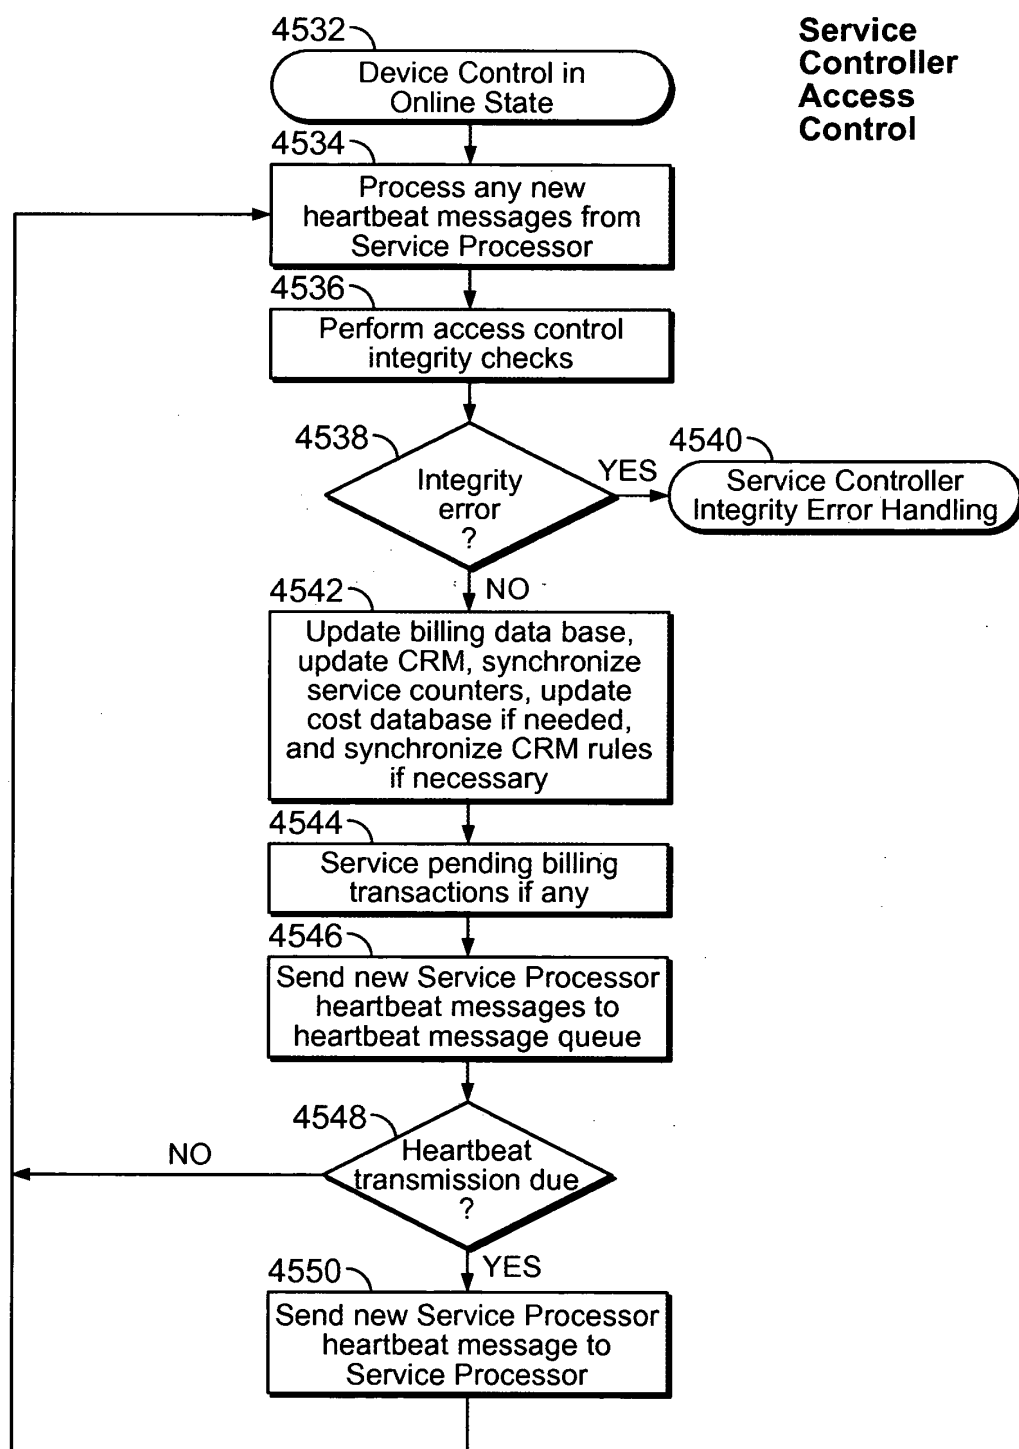 Service
Controller
Access
Control
4532
Device Control in
Online State
4534
Process any new
heartbeat messages from
Service Processor
4536
Perform access control
integrity checks
4538
Integrity
error
?
YES
4540
Service Controller
Integrity Error Handling
NO
4542
Update billing data base,
update CRM, synchronize
service counters, update
cost database if needed,
and synchronize CRM rules
if necessary
4544
Service pending billing
transactions if any
4546
Send new Service Processor
heartbeat messages to
heartbeat message queue
4548
Heartbeat
transmission due
?
NO
YES
4550
Send new Service Processor
heartbeat message to
Service Processor